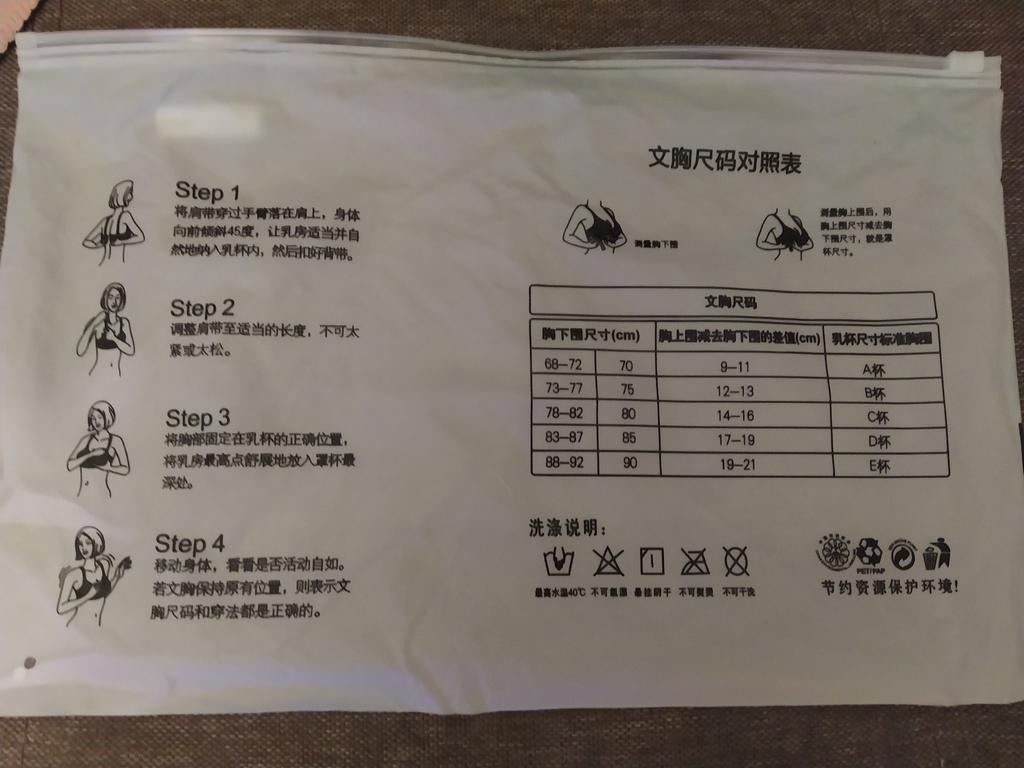 Step 1
将肩带穿过手臂落在肩上，身体
向前倾斜45度，让乳房适当并自
然地纳入乳杯内，然后扣好背带。
Step 2
调整肩带至适当的长度，不可太
紧或太松。
Step 3
将胸部固定在乳杯的正确位置，
将乳房最高点舒展地放入罩杯最
深处。
Step 4
移动身体，看看是否活动自如。
若文胸保持原有位置，则表示文
胸尺码和穿法都是正确的。
文胸尺码对照表
测量胸下围
测量胸上围后，用
胸上围尺寸减去胸
下围尺寸，就是罩
杯尺寸。
文胸尺码
胸下围尺寸(cm) 胸上围减去胸下围的差值(cm) 乳杯尺寸标准胸围
68—72 70 9—11 A杯
73—77 75 12—13 B杯
78—82 80 14—16 C杯
83—87 85 17—19 D杯
88—92 90 19—21 E杯
洗涤说明：
最高水温40℃ 不可氯漂 悬挂阴干 不可熨烫 不可干洗
PET/PAP
节约资源保护环境!